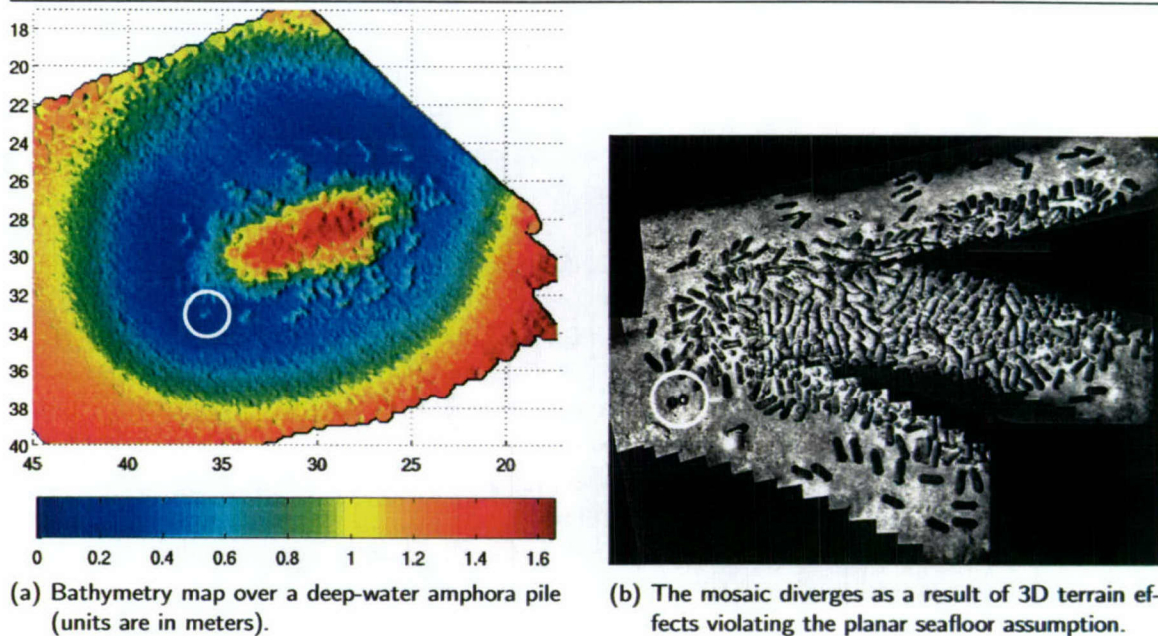 18
20
22
24
26
28
30
32
34
36
38
40
45 40 35 30 25 20
0 0.2 0.4 0.6 0.8 1 1.2 1.4 1.6
(a) Bathymetry map over a deep-water amphora pile
(units are in meters).
(b) The mosaic diverges as a result of 3D terrain ef-
fects violating the planar seafloor assumption.